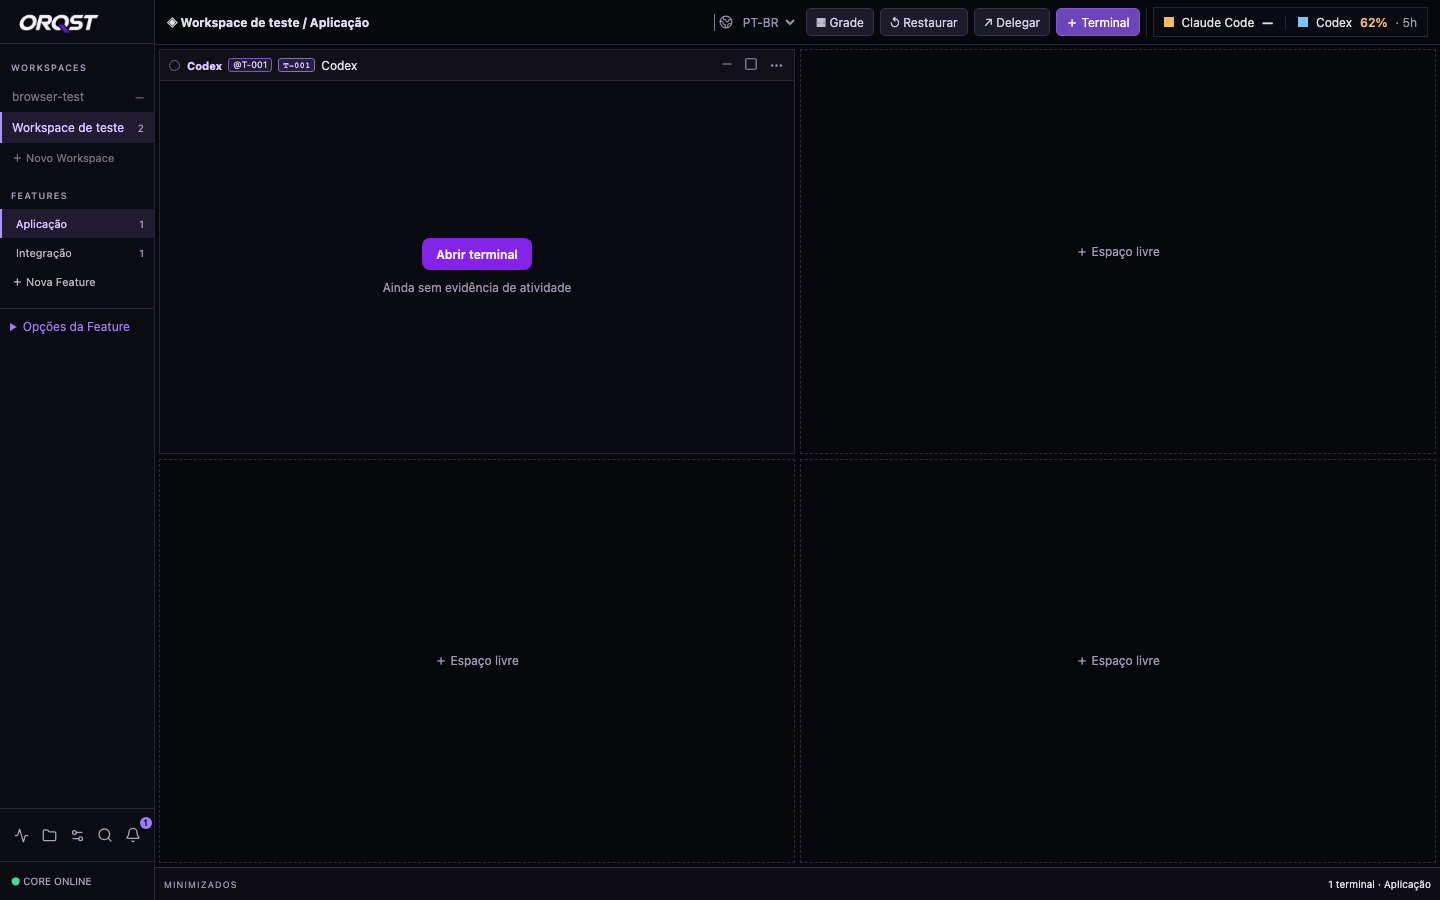 ORQST
◈ Workspace de teste / Aplicação
PT-BR
▦ Grade
↺ Restaurar
↗ Delegar
+ Terminal
Claude Code —
Codex 62% · 5h
WORKSPACES
browser-test —
Workspace de teste 2
+ Novo Workspace
FEATURES
Aplicação 1
Integração 1
+ Nova Feature
▶ Opções da Feature
Codex @T-001 T-001 Codex
Abrir terminal
Ainda sem evidência de atividade
+ Espaço livre
+ Espaço livre
+ Espaço livre
1
CORE ONLINE
MINIMIZADOS
1 terminal · Aplicação